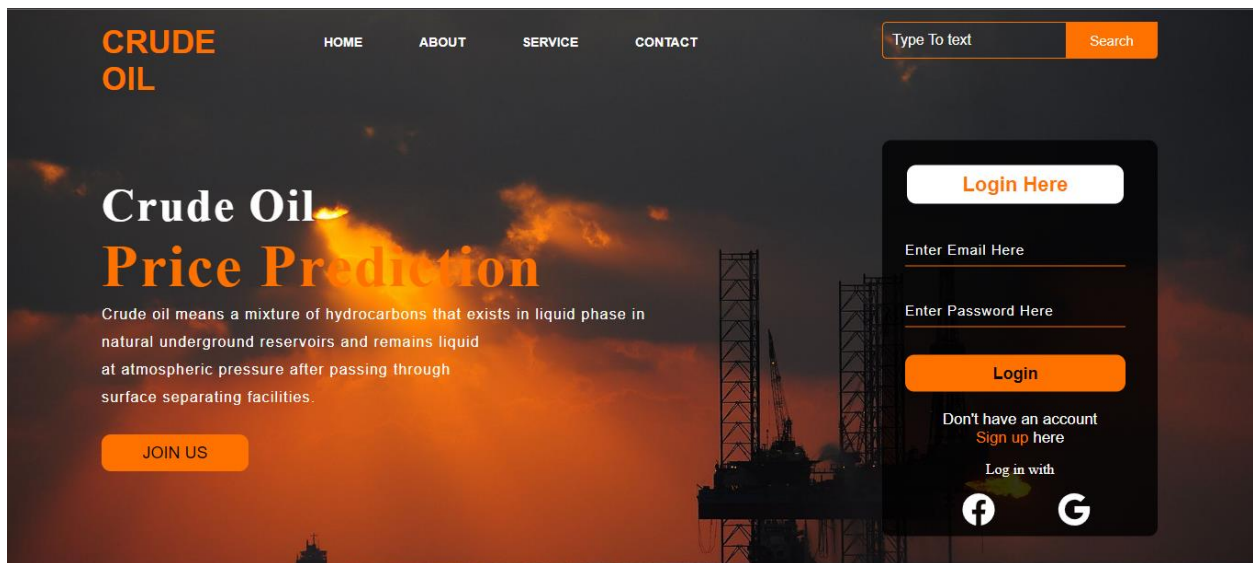 CRUDE
OIL
HOME
ABOUT
SERVICE
CONTACT
Type To text
Search
Crude Oil
Price Prediction
Crude oil means a mixture of hydrocarbons that exists in liquid phase in
natural underground reservoirs and remains liquid
at atmospheric pressure after passing through
surface separating facilities.
JOIN US
Login Here
Enter Email Here
Enter Password Here
Login
Don't have an account
Sign up here
Log in with